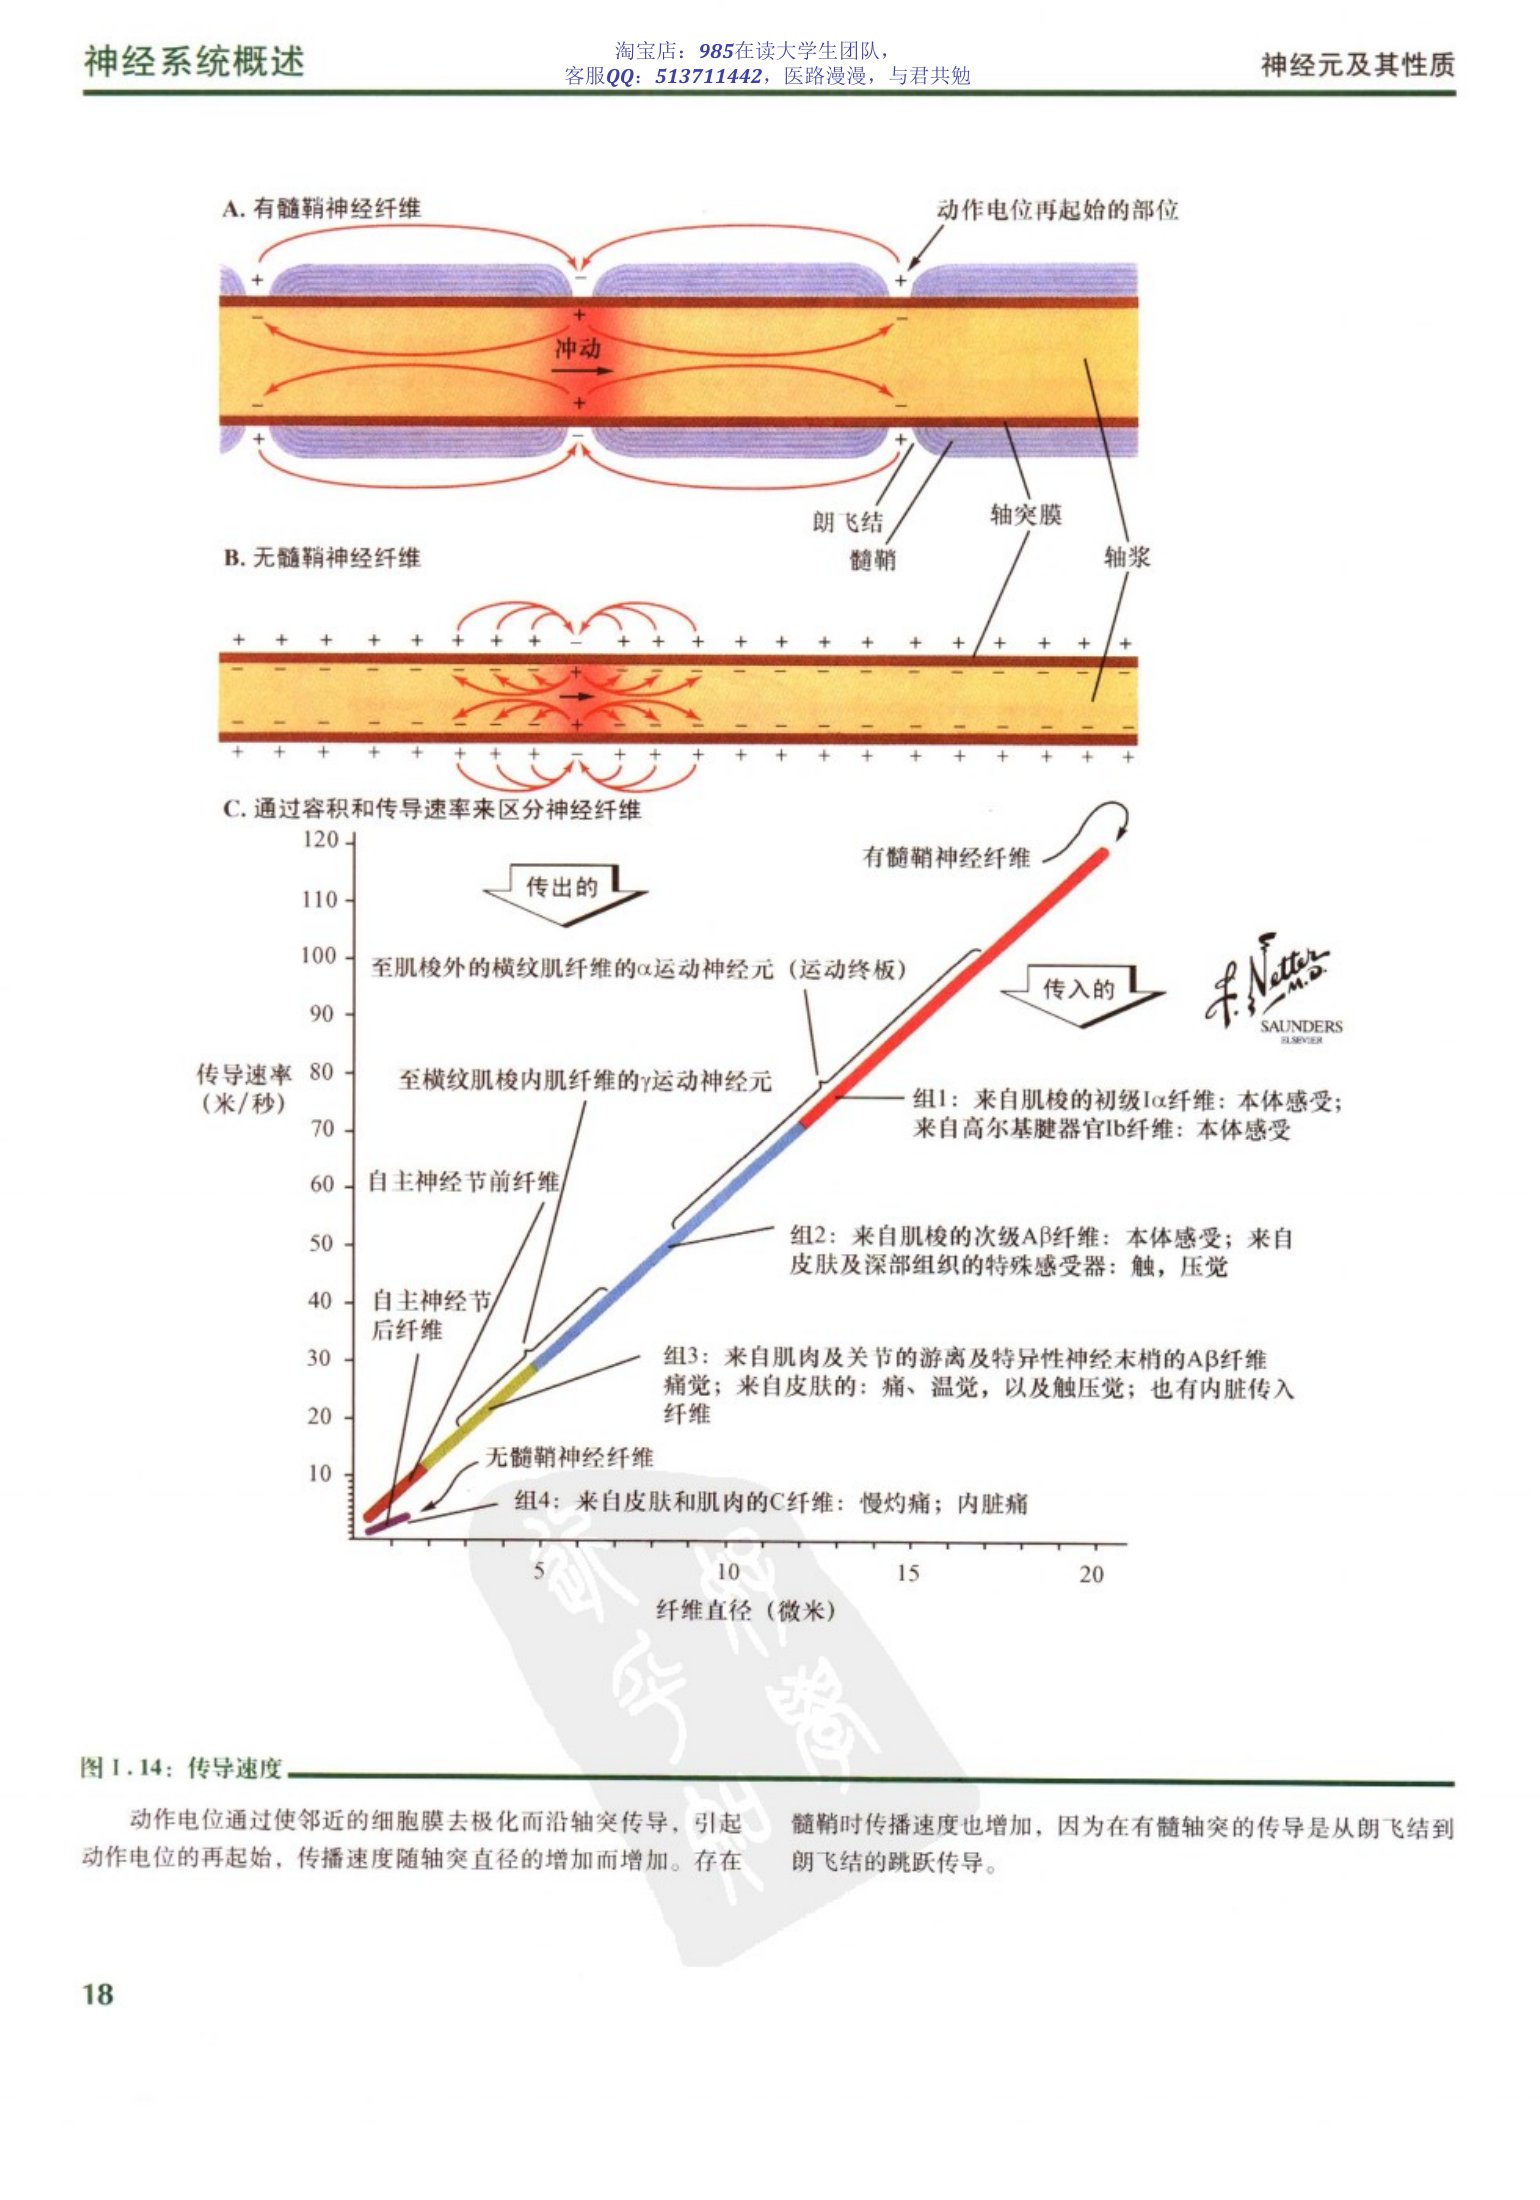 神经系统概述
淘宝店：985在读大学生团队，
客服QQ：513711442，医路漫漫，与君共勉
神经元及其性质
A. 有髓鞘神经纤维
动作电位再起始的部位
冲动
朗飞结
轴突膜
髓鞘
轴浆
B. 无髓鞘神经纤维
C. 通过容积和传导速率来区分神经纤维
120
110
100
90
80
70
60
50
40
30
20
10
传导速率
（米/秒）
传出的
有髓鞘神经纤维
至肌梭外的横纹肌纤维的α运动神经元（运动终板）
传入的
F. Netter
M.D.
SAUNDERS
ELSEVIER
至横纹肌梭内肌纤维的γ运动神经元
组1：来自肌梭的初级Iα纤维：本体感受；
来自高尔基腱器官Ib纤维：本体感受
自主神经节前纤维
组2：来自肌梭的次级Aβ纤维：本体感受；来自
皮肤及深部组织的特殊感受器：触，压觉
自主神经节
后纤维
组3：来自肌肉及关节的游离及特异性神经末梢的Aβ纤维
痛觉；来自皮肤的：痛、温觉，以及触压觉；也有内脏传入
纤维
无髓鞘神经纤维
组4：来自皮肤和肌肉的C纤维：慢灼痛；内脏痛
5
10
15
20
纤维直径（微米）
图 I . 14：传导速度
动作电位通过使邻近的细胞膜去极化而沿轴突传导，引起
动作电位的再起始，传播速度随轴突直径的增加而增加。存在
髓鞘时传播速度也增加，因为在有髓轴突的传导是从朗飞结到
朗飞结的跳跃传导。
18